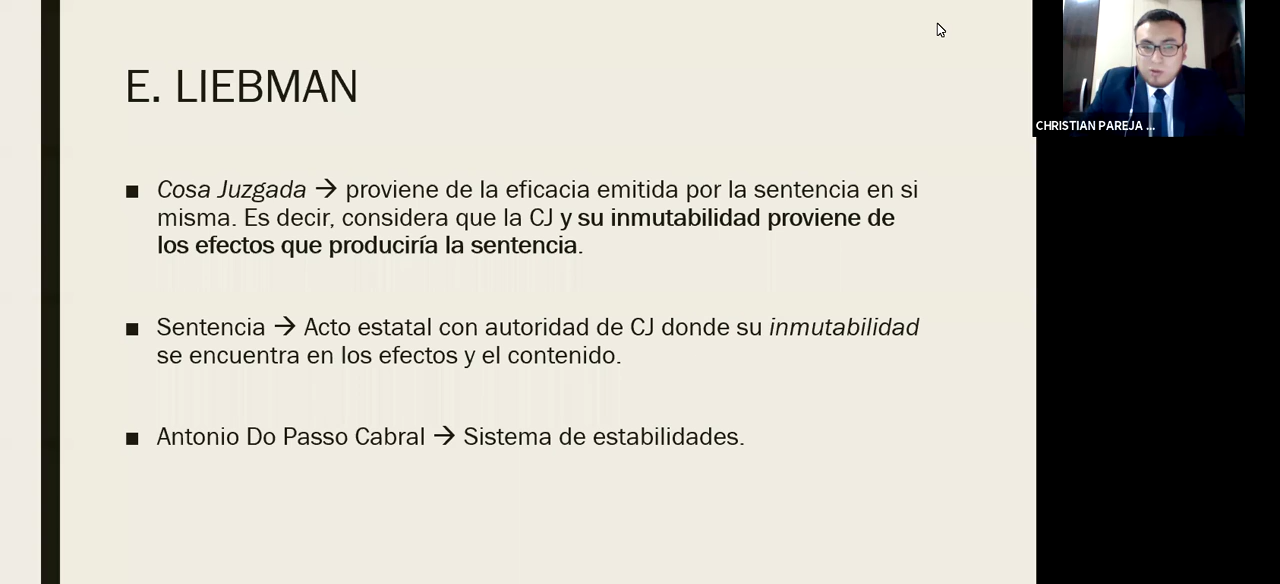 E. LIEBMAN
■ Cosa Juzgada → proviene de la eficacia emitida por la sentencia en si
misma. Es decir, considera que la CJ y su inmutabilidad proviene de
los efectos que produciría la sentencia.
■ Sentencia → Acto estatal con autoridad de CJ donde su inmutabilidad
se encuentra en los efectos y el contenido.
■ Antonio Do Passo Cabral → Sistema de estabilidades.
CHRISTIAN PAREJA ...